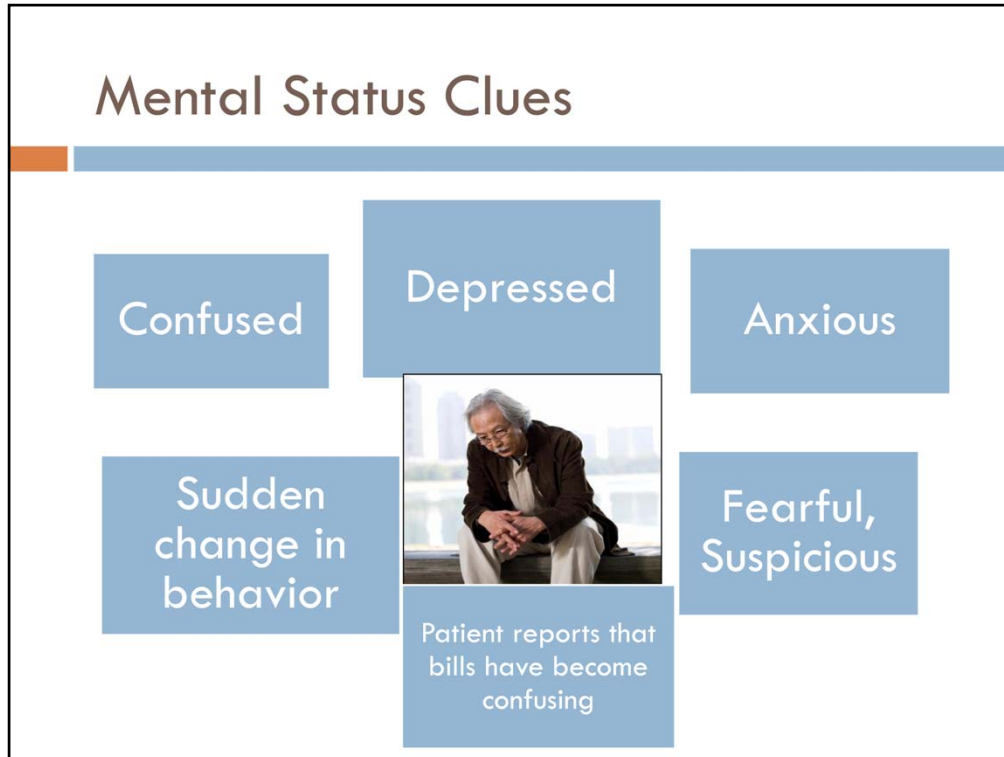 Mental Status Clues
Confused
Depressed
Anxious
Sudden
change in
behavior
Fearful,
Suspicious
Patient reports that
bills have become
confusing